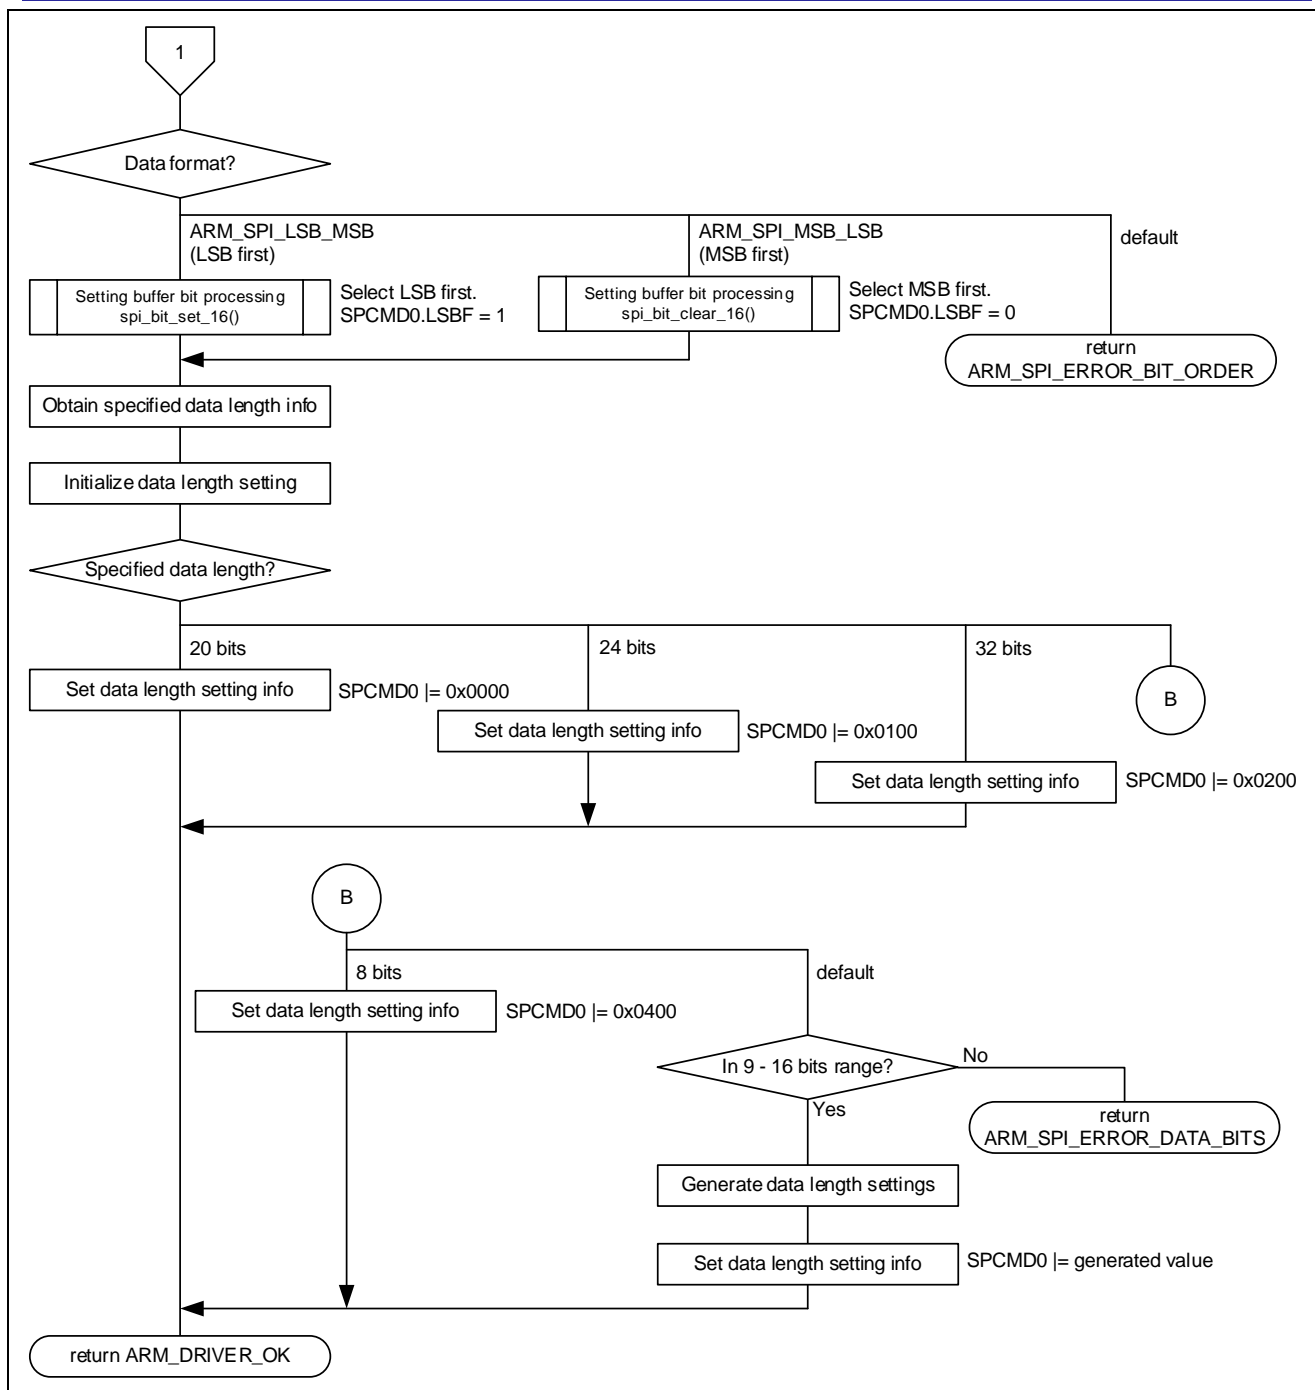 1
Data format?
ARM_SPI_LSB_MSB
(LSB first)
ARM_SPI_MSB_LSB
(MSB first)
default
Setting buffer bit processing
spi_bit_set_16()
Select LSB first.
SPCMD0.LSBF = 1
Setting buffer bit processing
spi_bit_clear_16()
Select MSB first.
SPCMD0.LSBF = 0
return
ARM_SPI_ERROR_BIT_ORDER
Obtain specified data length info
Initialize data length setting
Specified data length?
20 bits
24 bits
32 bits
Set data length setting info
SPCMD0 |= 0x0000
B
Set data length setting info
SPCMD0 |= 0x0100
Set data length setting info
SPCMD0 |= 0x0200
B
8 bits
default
Set data length setting info
SPCMD0 |= 0x0400
In 9 - 16 bits range?
No
Yes
return
ARM_SPI_ERROR_DATA_BITS
Generate data length settings
Set data length setting info
SPCMD0 |= generated value
return ARM_DRIVER_OK